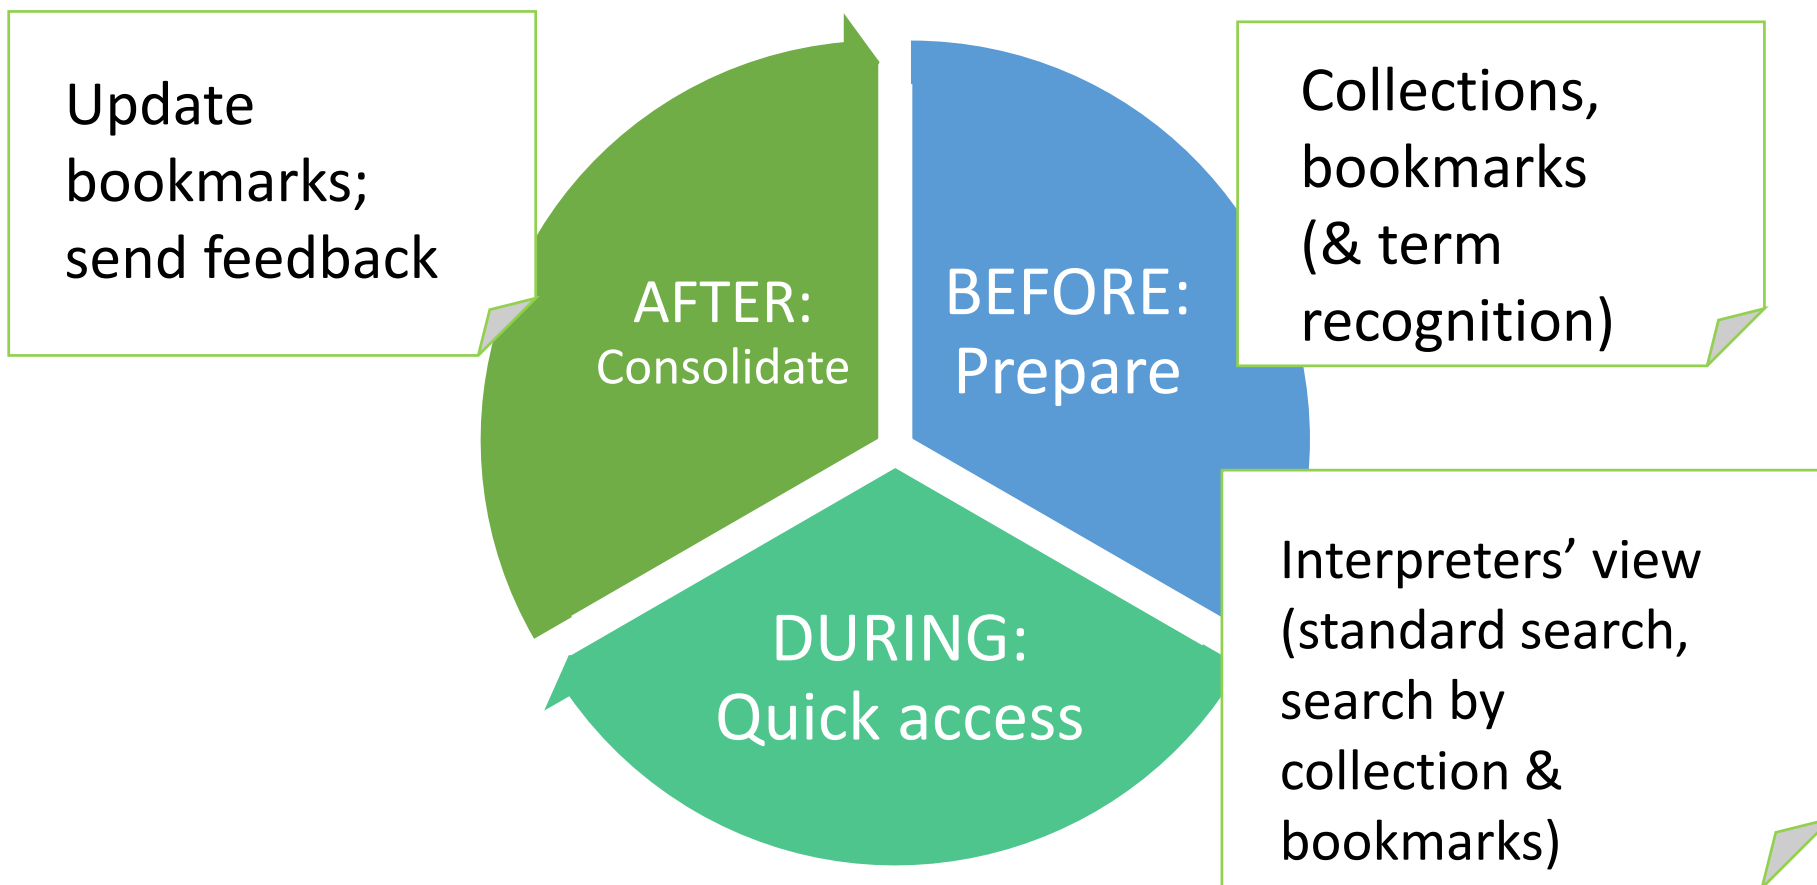 Update
bookmarks;
send feedback
AFTER:
Consolidate
BEFORE:
Prepare
Collections,
bookmarks
(& term
recognition)
DURING:
Quick access
Interpreters’ view
(standard search,
search by
collection &
bookmarks)